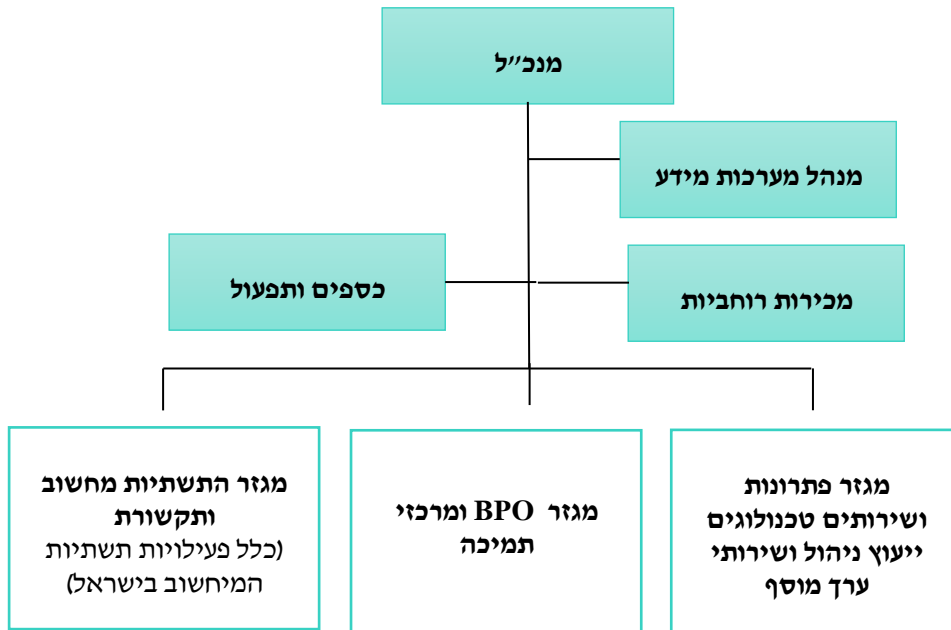 מנכ״ל
מנהל מערכות מידע
כספים ותפעול
מכירות רוחביות
מגזר פתרונות
ושירותים טכנולוגים
ייעוץ ניהול ושירותי
ערך מוסף
מגזר BPO ומרכזי
תמיכה
מגזר התשתיות מחשוב
ותקשורת
(כלל פעילויות תשתיות
המיחשוב בישראל)